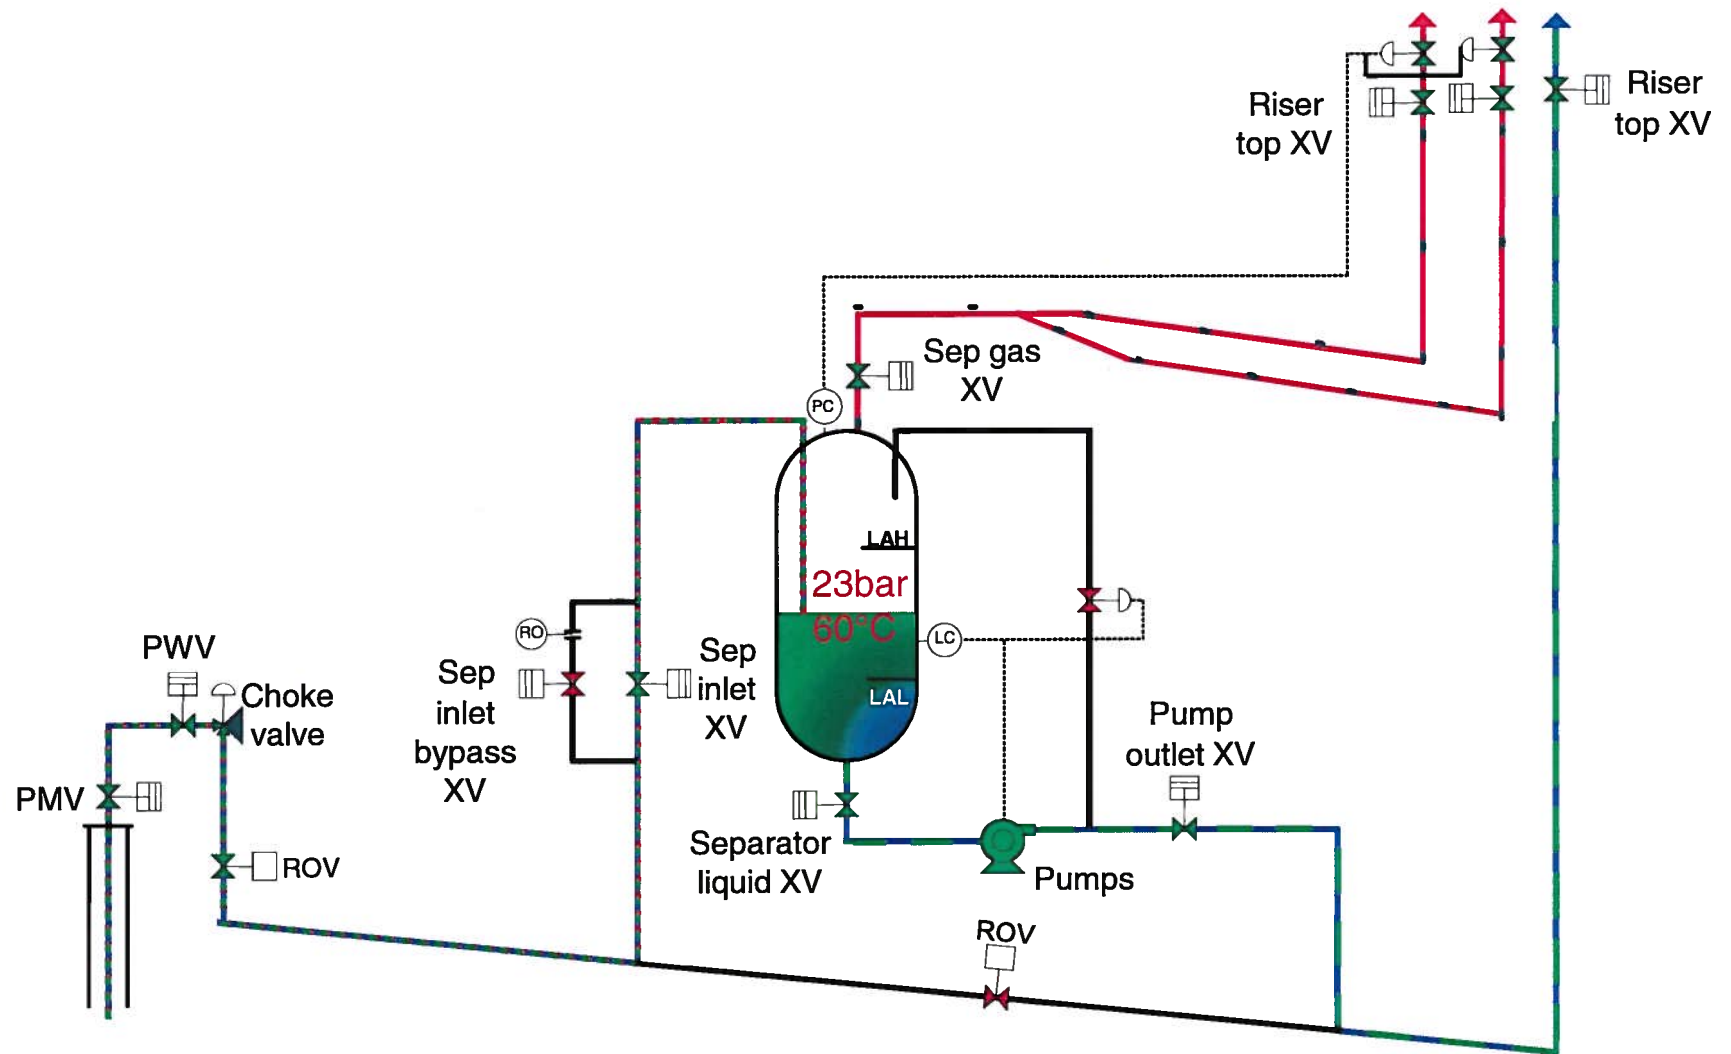 Riser
top XV
Riser
top XV
Sep gas
XV
PC
LAH
23bar
60°C
LC
RO
PWV
Choke
valve
Sep
inlet
bypass
XV
Sep
inlet
XV
LAL
Pump
outlet XV
PMV
ROV
Separator
liquid XV
Pumps
ROV